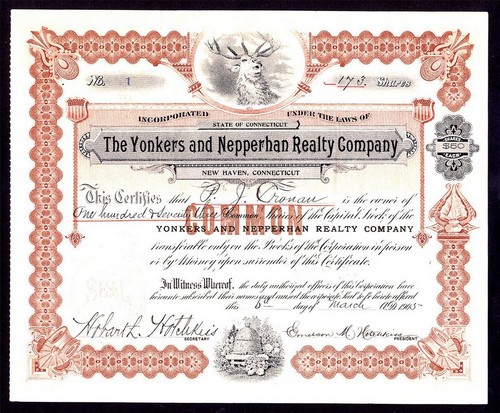 No. 1
173 Shares
INCORPORATED UNDER THE LAWS OF
STATE OF CONNECTICUT
The Yonkers and Nepperhan Realty Company
NEW HAVEN, CONNECTICUT
SHARES
$50
EACH
This Certifies that P. J. Cronan is the owner of
One hundred & seventy three Common Shares of the Capital Stock of the
COMMON
YONKERS AND NEPPERHAN REALTY COMPANY
transferable only on the Books of the Corporation in person
or by Attorney upon surrender of this Certificate.
In Witness Whereof, the duly authorized officers of this Corporation have
hereunto subscribed their names and caused the corporate Seal to be hereto affixed
this 6 day of March AD 1905
Hobart L. Hotchkiss
SECRETARY
Emerson M. Hotchkiss
PRESIDENT